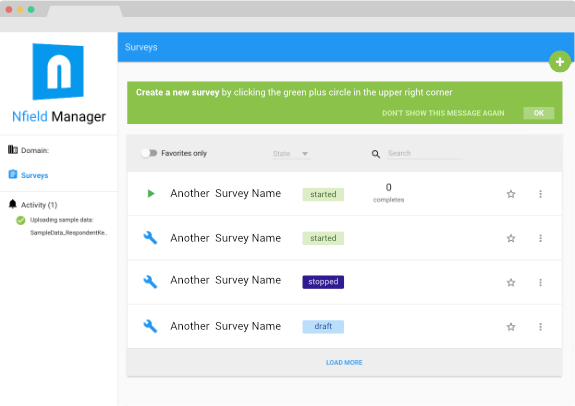 Nfield Manager
Domain:
Surveys
Activity (1)
Uploading sample data:
SampleData_RespondentKe..
Surveys
Create a new survey by clicking the green plus circle in the upper right corner
DON'T SHOW THIS MESSAGE AGAIN OK
Favorites only State Search
Another Survey Name started 0
completes
Another Survey Name started
Another Survey Name stopped
Another Survey Name draft
LOAD MORE